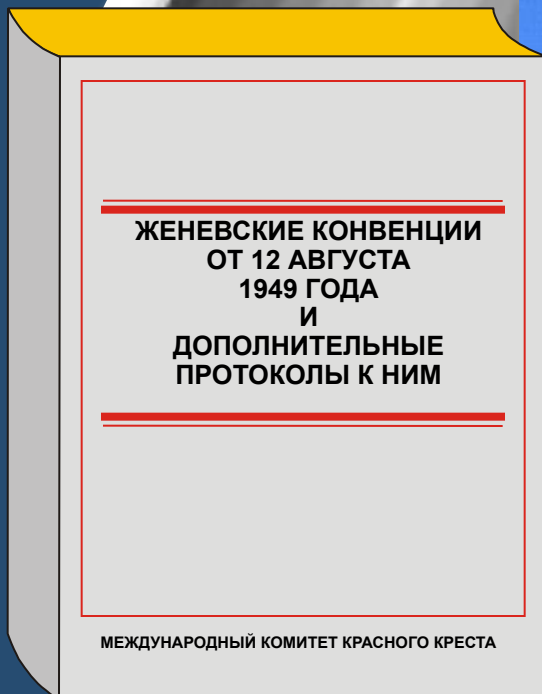 ЖЕНЕВСКИЕ КОНВЕНЦИИ
ОТ 12 АВГУСТА
1949 ГОДА
И
ДОПОЛНИТЕЛЬНЫЕ
ПРОТОКОЛЫ К НИМ
МЕЖДУНАРОДНЫЙ КОМИТЕТ КРАСНОГО КРЕСТА